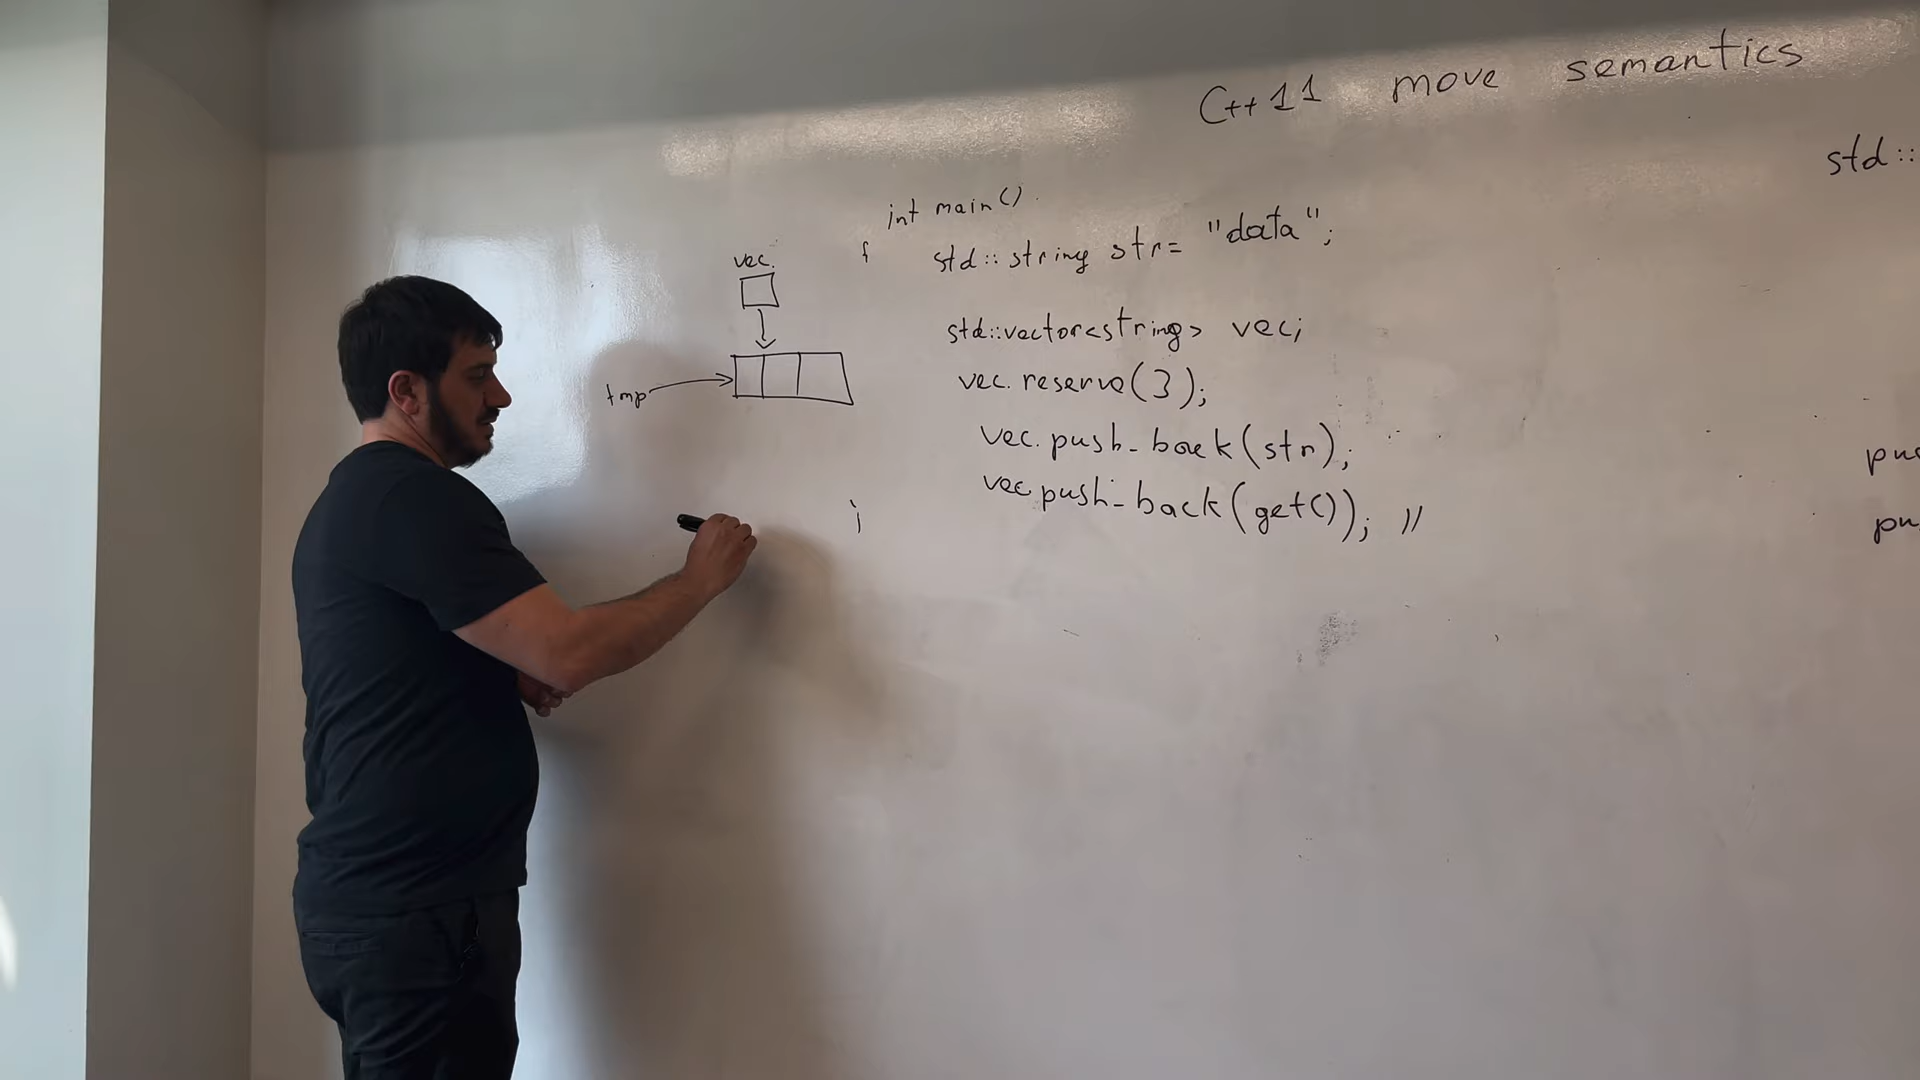 C++11 move semantics
std::
int main()
{
std::string str= "data";
vec.
std::vector<string> vec;
vec.reserve(3);
tmp
vec.push_back(str);
vec push_back(get()); //